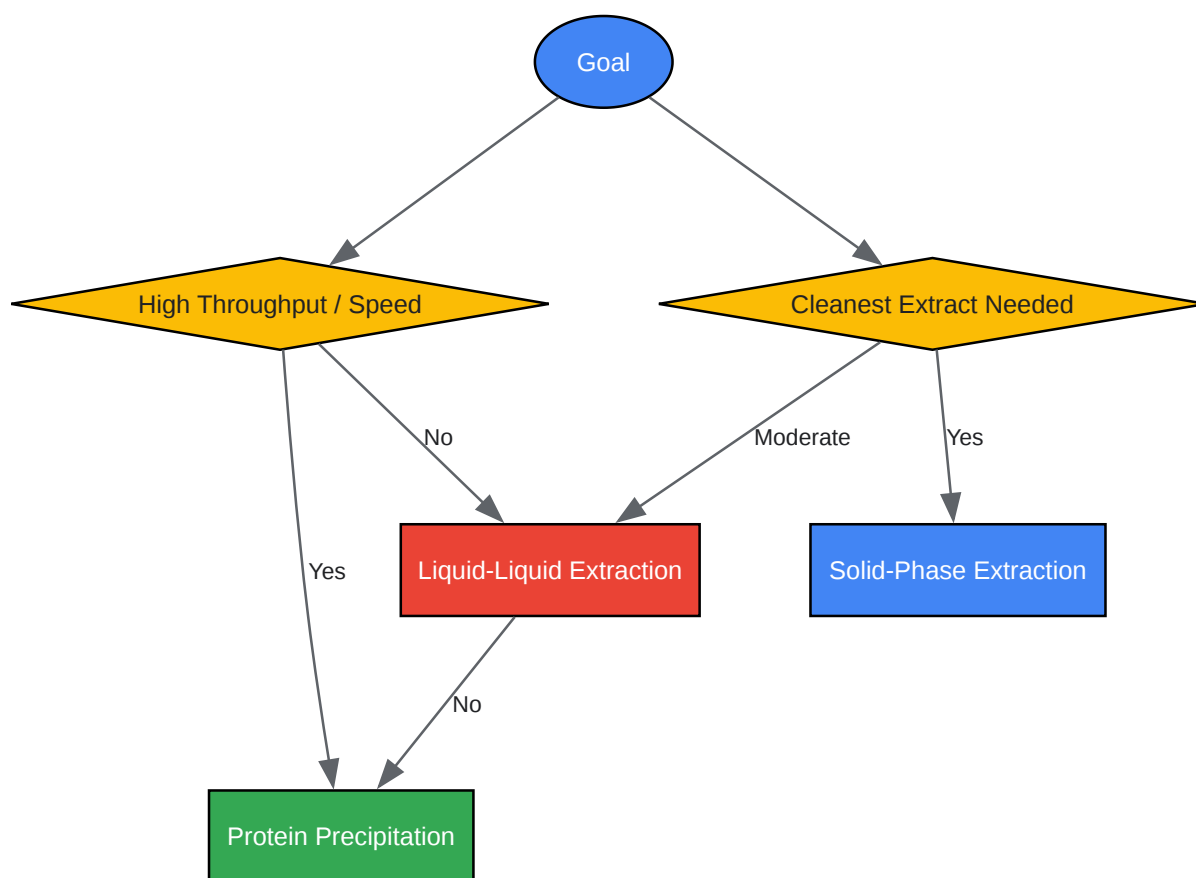 Goal
High Throughput / Speed
Cleanest Extract Needed
No
Moderate
Yes
Liquid-Liquid Extraction
Solid-Phase Extraction
Yes
No
Protein Precipitation